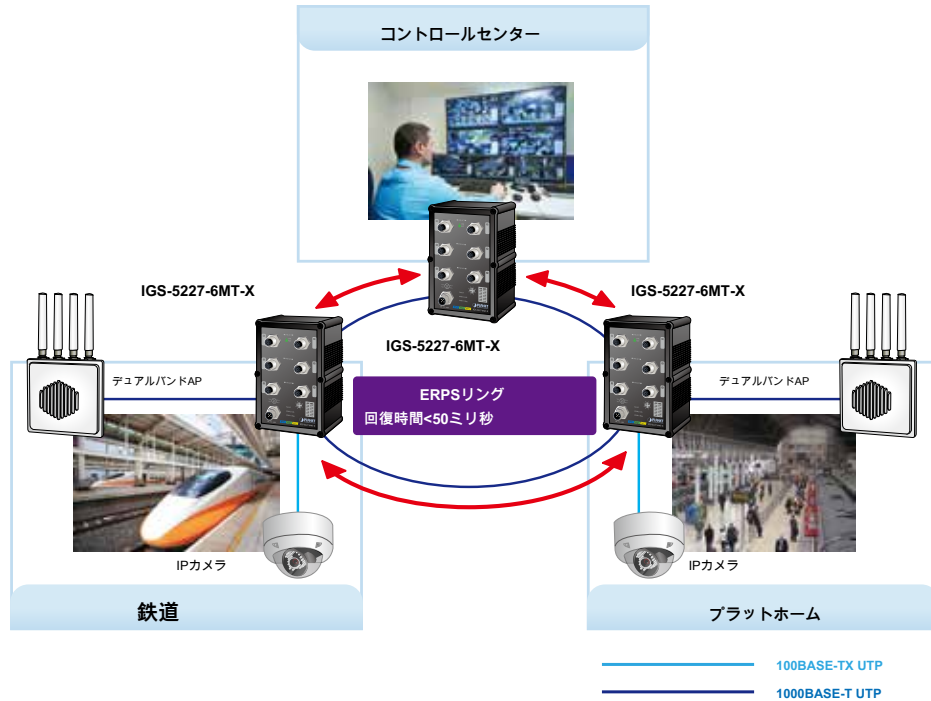 コントロールセンター
IGS-5227-6MT-X
IGS-5227-6MT-X
IGS-5227-6MT-X
デュアルバンドAP
デュアルバンドAP
ERPSリング
回復時間<50ミリ秒
IPカメラ
IPカメラ
鉄道
プラットホーム
100BASE-TX UTP
1000BASE-T UTP